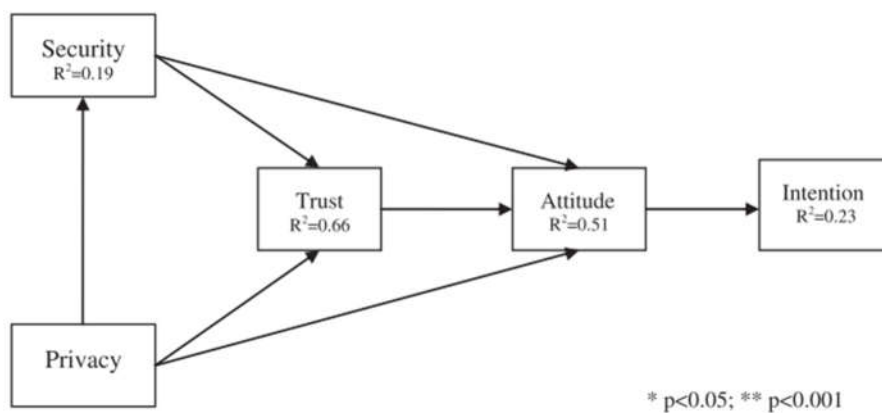 Security
R²=0.19
Trust
R²=0.66
Attitude
R²=0.51
Intention
R²=0.23
Privacy
* p<0.05; ** p<0.001